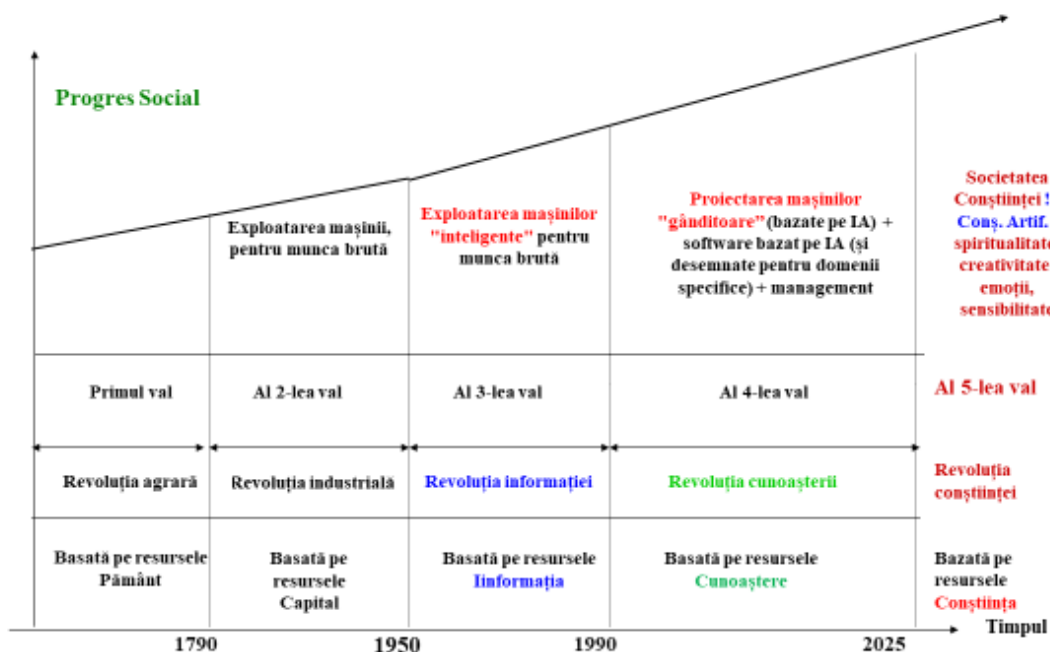 Progres Social
Exploatarea mașinii,
pentru munca brută
Exploatarea mașinilor
"inteligente" pentru
munca brută
Proiectarea mașinilor
"gânditoare" (bazate pe IA) +
software bazat pe IA (și
desemnate pentru domenii
specifice) + management
Societatea
Conștiinței !
Conș. Artif.
spiritualitate
creativitate
emoții,
sensibilitate
Primul val
Al 2-lea val
Al 3-lea val
Al 4-lea val
Al 5-lea val
Revoluția agrară
Revoluția industrială
Revoluția informației
Revoluția cunoașterii
Revoluția
conștiinței
Basată pe resursele
Pământ
Basată pe
resursele
Capital
Basată pe resursele
Iinformația
Basată pe resursele
Cunoaștere
Bazată pe
resursele
Conștiința
Timpul
1790
1950
1990
2025